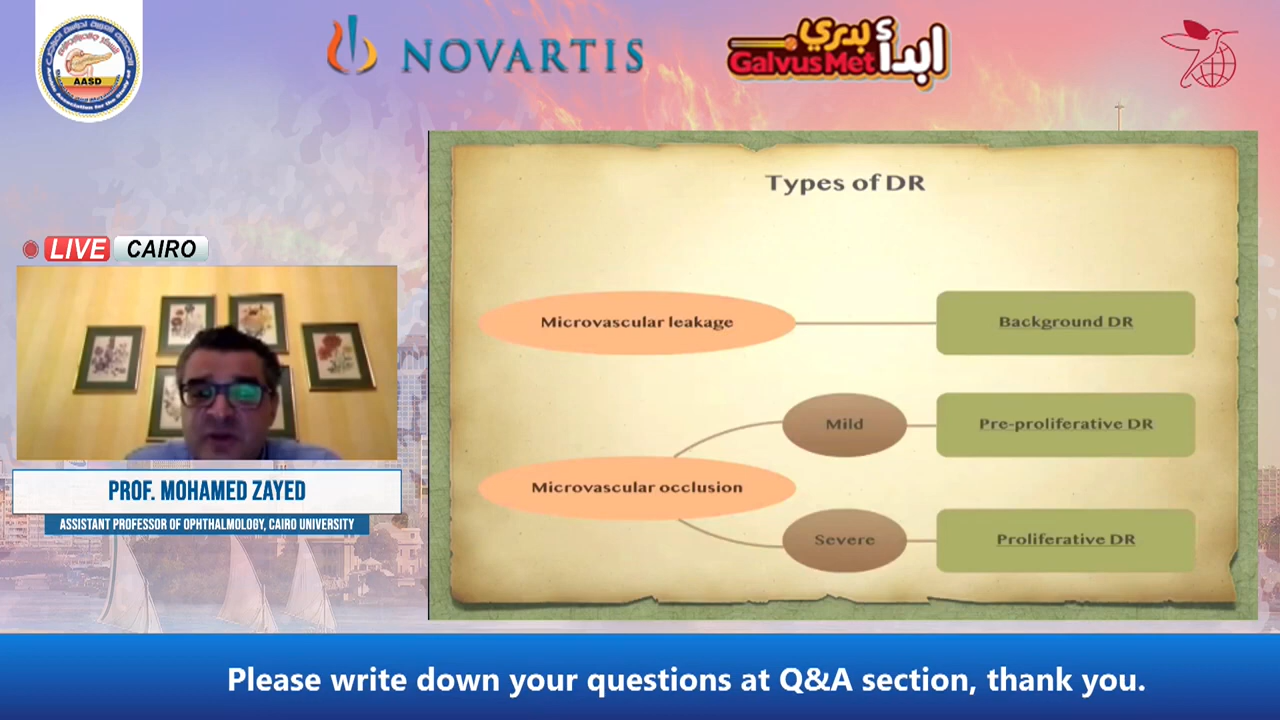 AASD
NOVARTIS
ابدأ بدري
GalvusMet
LIVE CAIRO
PROF. MOHAMED ZAYED
ASSISTANT PROFESSOR OF OPHTHALMOLOGY, CAIRO UNIVERSITY
Types of DR
Microvascular leakage
Background DR
Mild
Pre-proliferative DR
Microvascular occlusion
Severe
Proliferative DR
Please write down your questions at Q&A section, thank you.